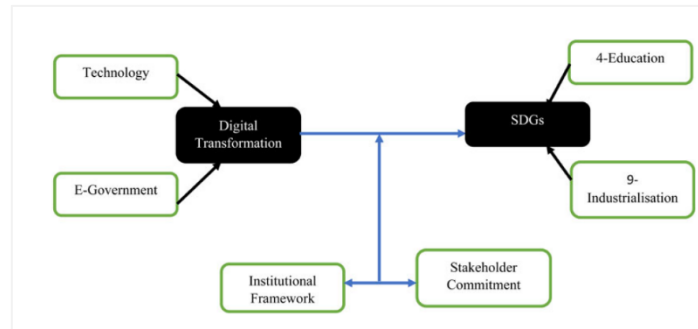 Technology
4-Education
Digital
Transformation
SDGs
E-Government
9-
Industrialisation
Institutional
Framework
Stakeholder
Commitment